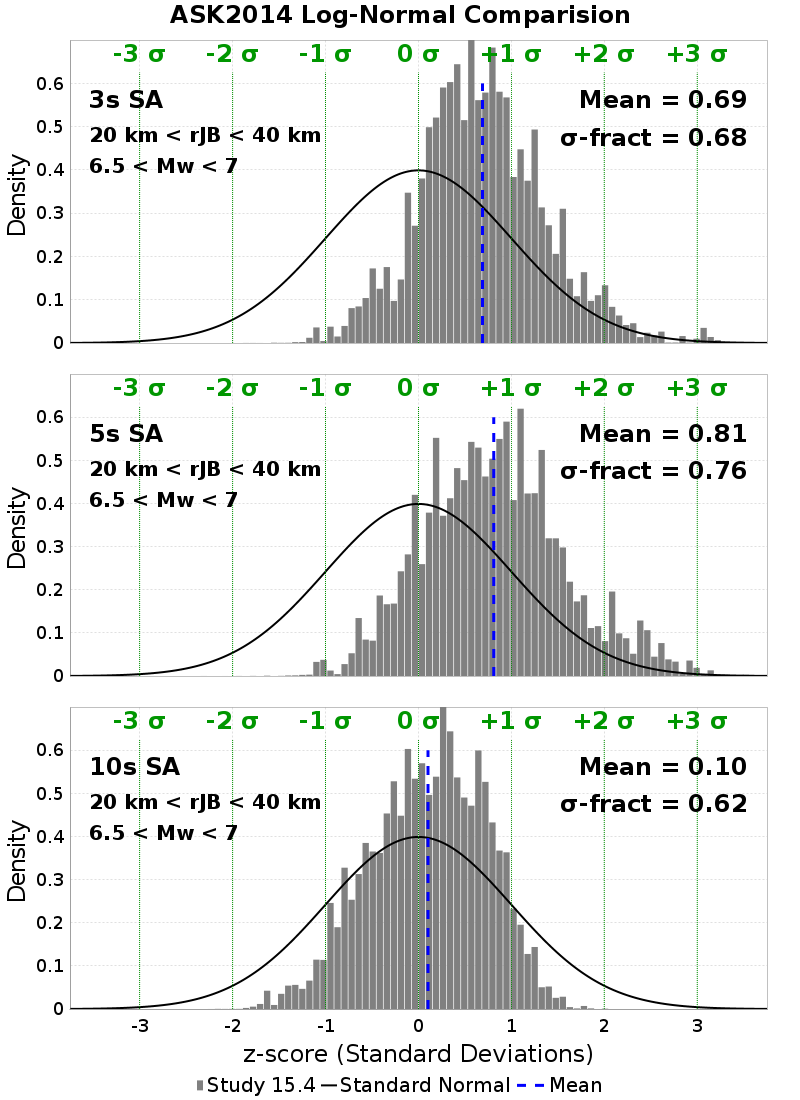 ASK2014 Log-Normal Comparision
-3 σ -2 σ -1 σ 0 σ +1 σ +2 σ +3 σ
3s SA
20 km < rJB < 40 km
6.5 < Mw < 7
Mean = 0.69
σ-fract = 0.68
Density
0.6
0.5
0.4
0.3
0.2
0.1
0
-3 σ -2 σ -1 σ 0 σ +1 σ +2 σ +3 σ
5s SA
20 km < rJB < 40 km
6.5 < Mw < 7
Mean = 0.81
σ-fract = 0.76
Density
0.6
0.5
0.4
0.3
0.2
0.1
0
-3 σ -2 σ -1 σ 0 σ +1 σ +2 σ +3 σ
10s SA
20 km < rJB < 40 km
6.5 < Mw < 7
Mean = 0.10
σ-fract = 0.62
Density
0.6
0.5
0.4
0.3
0.2
0.1
0
-3 -2 -1 0 1 2 3
z-score (Standard Deviations)
Study 15.4 Standard Normal Mean